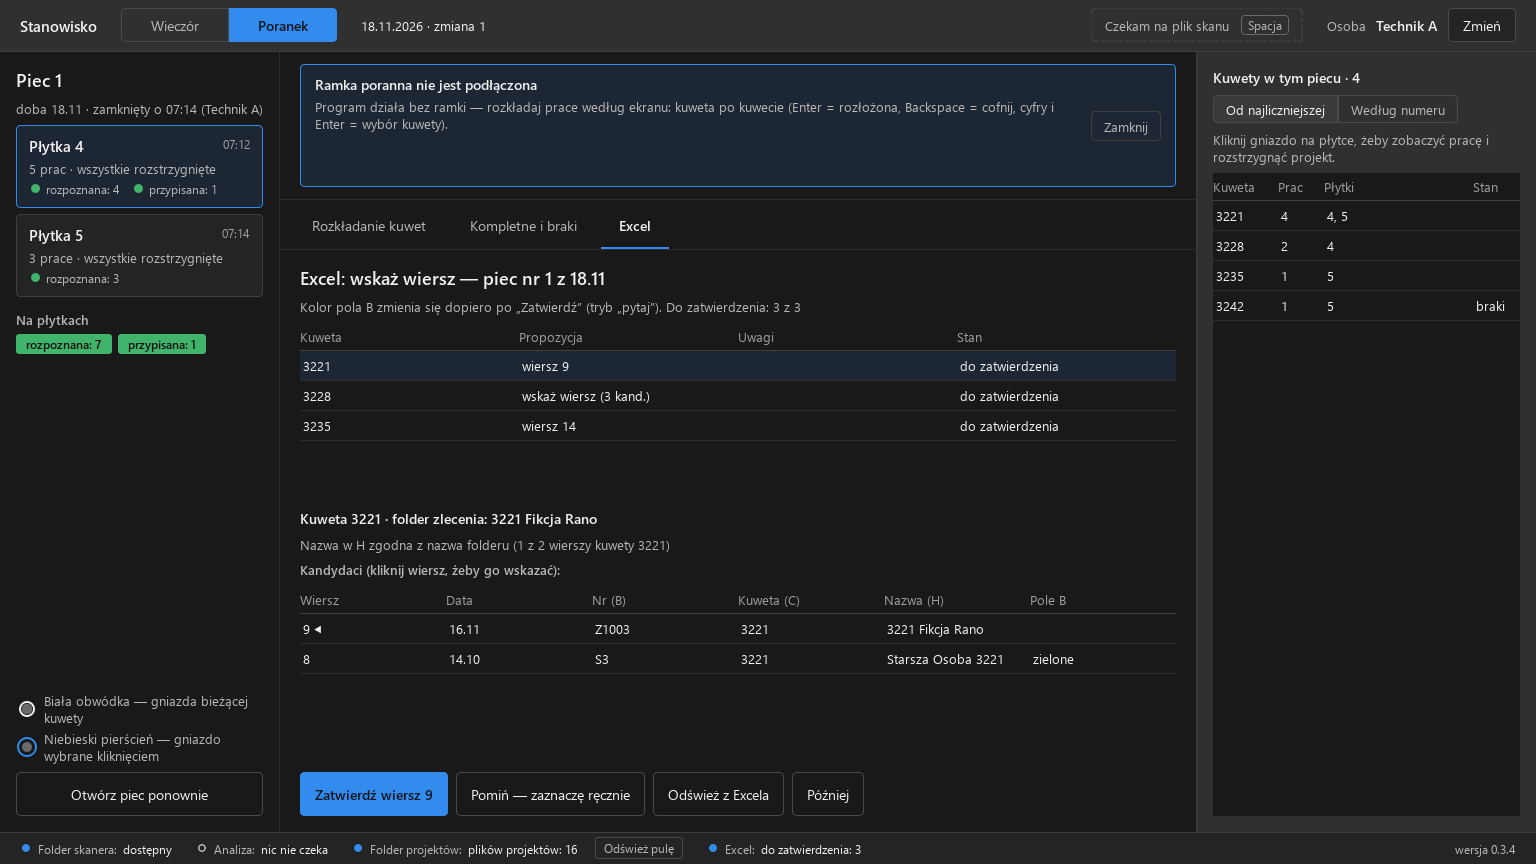 Stanowisko
Wieczór
Poranek
18.11.2026 · zmiana 1
Czekam na plik skanu
Spacja
Osoba
Technik A
Zmień
Piec 1
doba 18.11 · zamknięty o 07:14 (Technik A)
Płytka 4
07:12
5 prac · wszystkie rozstrzygnięte
rozpoznana: 4
przypisana: 1
Płytka 5
07:14
3 prace · wszystkie rozstrzygnięte
rozpoznana: 3
Na płytkach
rozpoznana: 7
przypisana: 1
Biała obwódka — gniazda bieżącej
kuwety
Niebieski pierścień — gniazdo
wybrane kliknięciem
Otwórz piec ponownie
Ramka poranna nie jest podłączona
Program działa bez ramki — rozkładaj prace według ekranu: kuweta po kuwecie (Enter = rozłożona, Backspace = cofnij, cyfry i
Enter = wybór kuwety).
Zamknij
Rozkładanie kuwet
Kompletne i braki
Excel
Excel: wskaż wiersz — piec nr 1 z 18.11
Kolor pola B zmienia się dopiero po „Zatwierdź” (tryb „pytaj”). Do zatwierdzenia: 3 z 3
Kuweta Propozycja Uwagi Stan
3221 wiersz 9 do zatwierdzenia
3228 wskaż wiersz (3 kand.) do zatwierdzenia
3235 wiersz 14 do zatwierdzenia
Kuweta 3221 · folder zlecenia: 3221 Fikcja Rano
Nazwa w H zgodna z nazwa folderu (1 z 2 wierszy kuwety 3221)
Kandydaci (kliknij wiersz, żeby go wskazać):
Wiersz Data Nr (B) Kuweta (C) Nazwa (H) Pole B
9 ◄ 16.11 Z1003 3221 3221 Fikcja Rano
8 14.10 S3 3221 Starsza Osoba 3221 zielone
Zatwierdź wiersz 9
Pomiń — zaznaczę ręcznie
Odśwież z Excela
Później
Kuwety w tym piecu · 4
Od najliczniejszej
Według numeru
Kliknij gniazdo na płytce, żeby zobaczyć pracę i
rozstrzygnąć projekt.
Kuweta Prac Płytki Stan
3221 4 4, 5
3228 2 4
3235 1 5
3242 1 5 braki
Folder skanera: dostępny
Analiza: nic nie czeka
Folder projektów: plików projektów: 16
Odśwież pulę
Excel: do zatwierdzenia: 3
wersja 0.3.4